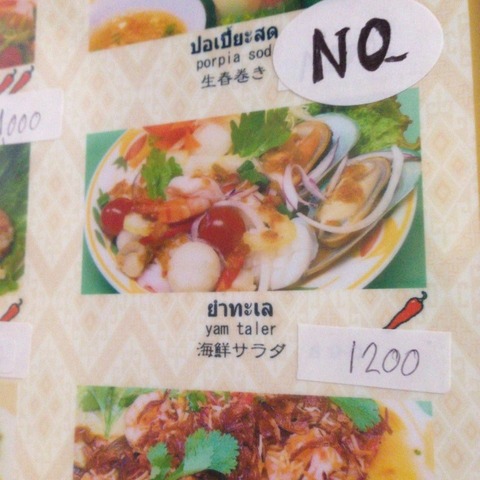 ปอเปี๊ยะสด
porpia sod
生春巻き
NO
1,000
ยำทะเล
yam taler
海鮮サラダ
1200